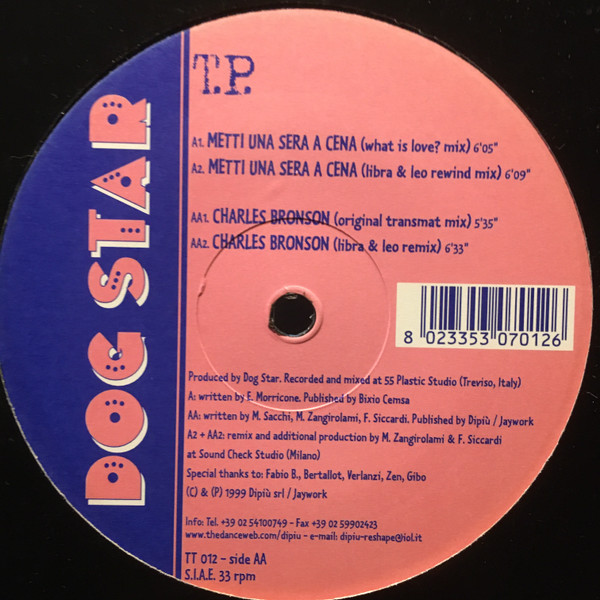 DOG STAR
T.P.
A1. METTI UNA SERA A CENA (what is love? mix) 6'05"
A2. METTI UNA SERA A CENA (libra & leo rewind mix) 6'09"
AA1. CHARLES BRONSON (original transmat mix) 5'35"
AA2. CHARLES BRONSON (libra & leo remix) 6'33"
8 023353 070126
Produced by Dog Star. Recorded and mixed at 55 Plastic Studio (Treviso, Italy)
A: written by E. Morricone. Published by Bixio Cemsa
AA: written by M. Sacchi, M. Zangirolami, F. Siccardi. Published by Dipiù / Jaywork
A2 + AA2: remix and additional production by M. Zangirolami & F. Siccardi
at Sound Check Studio (Milano)
Special thanks to: Fabio B., Bertallot, Verlanzi, Zen, Gibo
(C) & (P) 1999 Dipiù srl / Jaywork
Info: Tel. +39 02 54100749 - Fax +39 02 59902423
www.thedanceweb.com/dipiu - e-mail: dipiu-reshape@iol.it
TT 012 - side AA
S.I.A.E. 33 rpm